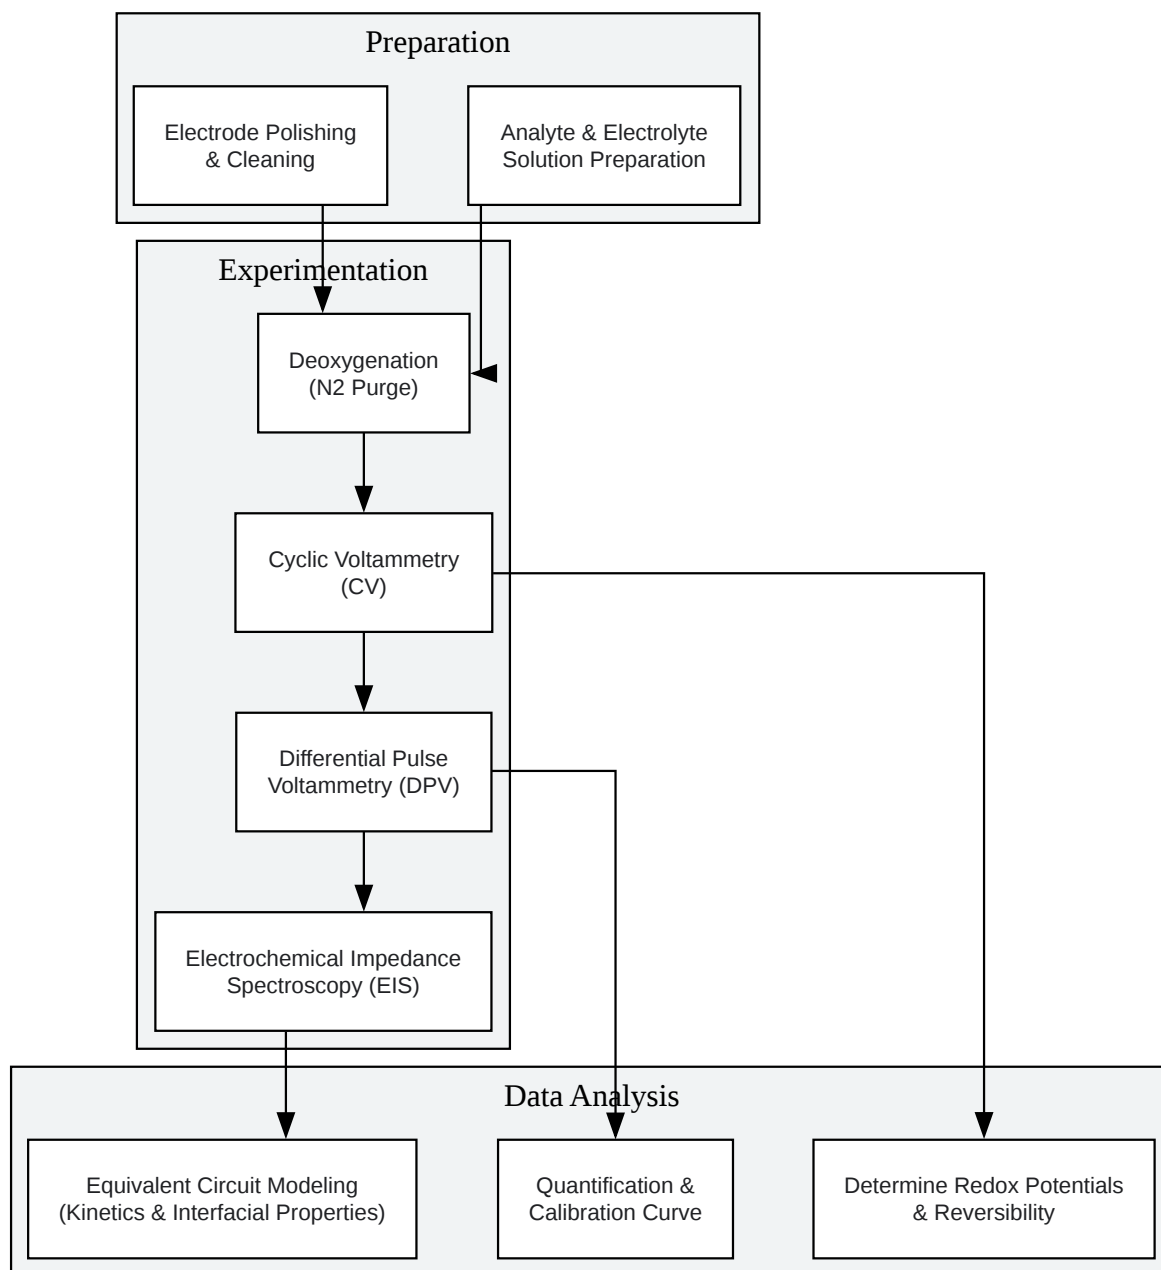 Preparation
Electrode Polishing
& Cleaning
Analyte & Electrolyte
Solution Preparation
Experimentation
Deoxygenation
(N2 Purge)
Cyclic Voltammetry
(CV)
Differential Pulse
Voltammetry (DPV)
Electrochemical Impedance
Spectroscopy (EIS)
Data Analysis
Equivalent Circuit Modeling
(Kinetics & Interfacial Properties)
Quantification &
Calibration Curve
Determine Redox Potentials
& Reversibility